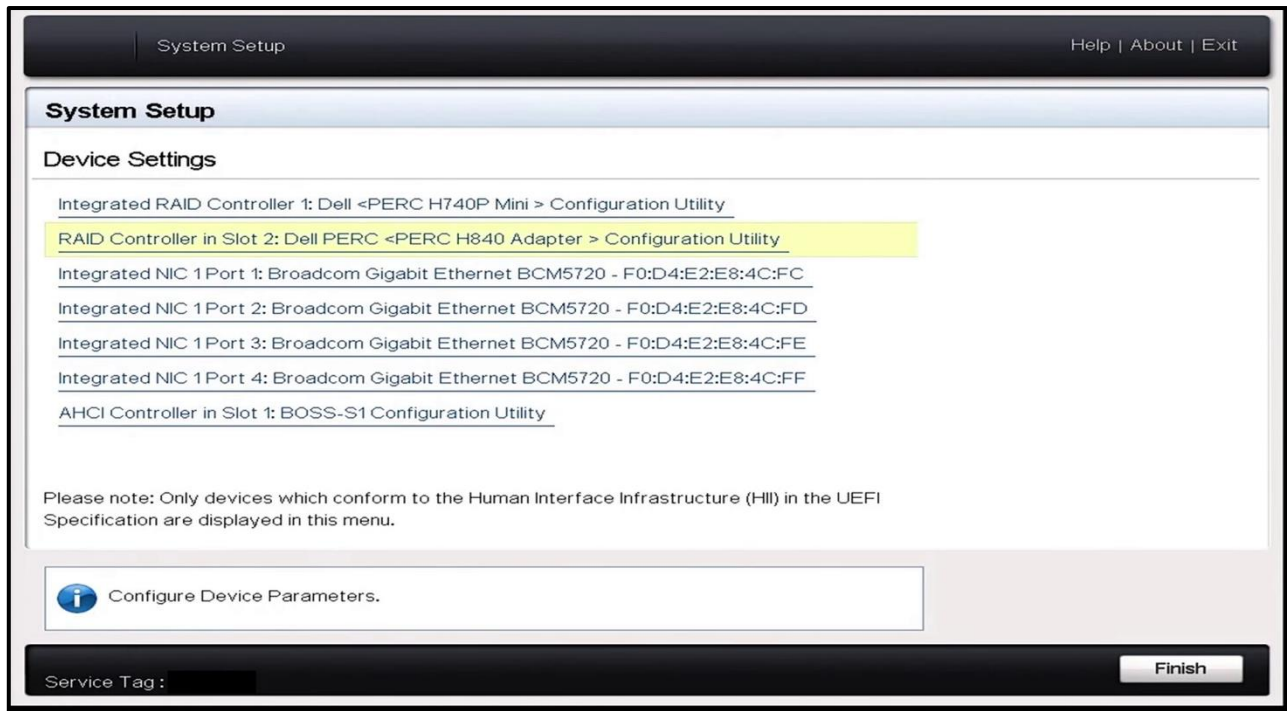 System Setup
Help | About | Exit
System Setup
Device Settings
Integrated RAID Controller 1: Dell <PERC H740P Mini > Configuration Utility
RAID Controller in Slot 2: Dell PERC <PERC H840 Adapter > Configuration Utility
Integrated NIC 1 Port 1: Broadcom Gigabit Ethernet BCM5720 - F0:D4:E2:E8:4C:FC
Integrated NIC 1 Port 2: Broadcom Gigabit Ethernet BCM5720 - F0:D4:E2:E8:4C:FD
Integrated NIC 1 Port 3: Broadcom Gigabit Ethernet BCM5720 - F0:D4:E2:E8:4C:FE
Integrated NIC 1 Port 4: Broadcom Gigabit Ethernet BCM5720 - F0:D4:E2:E8:4C:FF
AHCI Controller in Slot 1: BOSS-S1 Configuration Utility
Please note: Only devices which conform to the Human Interface Infrastructure (HII) in the UEFI
Specification are displayed in this menu.
Configure Device Parameters.
Service Tag :
Finish